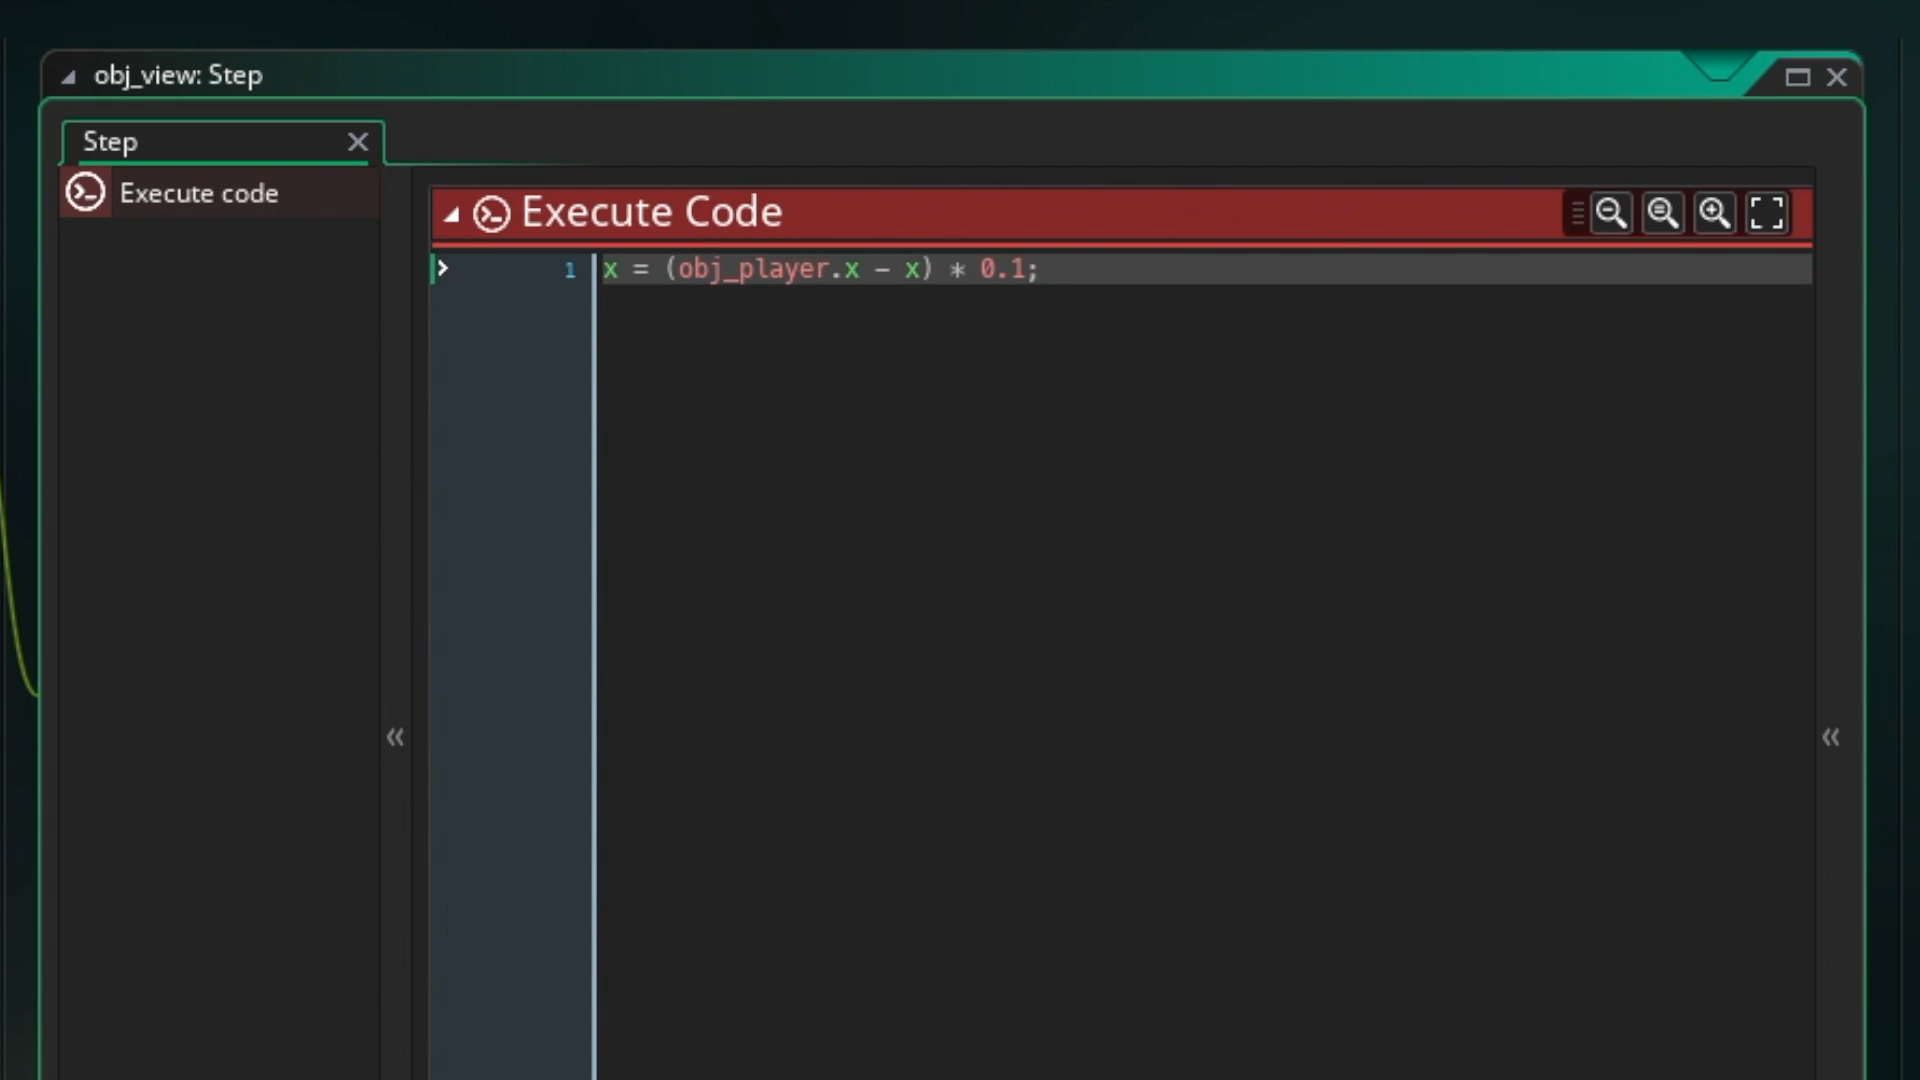 obj_view: Step
Step
Execute code
Execute Code
1
x = (obj_player.x - x) * 0.1;